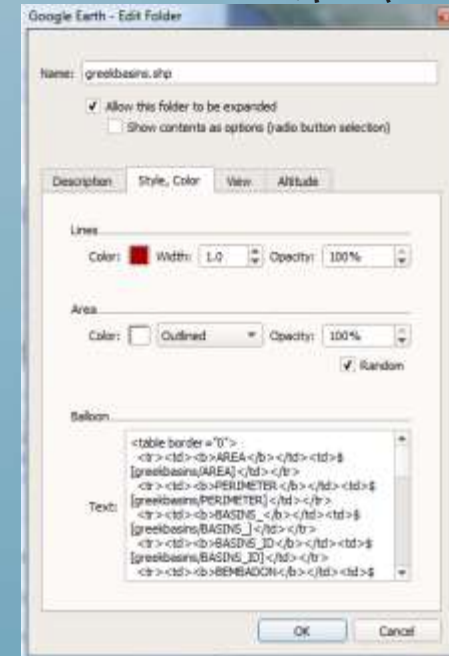 Google Earth - Edit Folder
Name: greekbasins.shp
Allow this folder to be expanded
Show contents as options (radio button selection)
Description Style, Color View Altitude
Lines
Color: Width: 1.0 Opacity: 100%
Area
Color: Outlined Opacity: 100%
Random
Balloon
Text:
<table border="0">
<tr><td><b>AREA</b></td><td>$
[greekbasins/AREA]</td></tr>
<tr><td><b>PERIMETER</b></td><td>$
[greekbasins/PERIMETER]</td></tr>
<tr><td><b>BASINS_</b></td><td>$
[greekbasins/BASINS_]</td></tr>
<tr><td><b>BASINS_ID</b></td><td>$
[greekbasins/BASINS_ID]</td></tr>
<tr><td><b>BEMBADON</b></td><td>$
OK Cancel